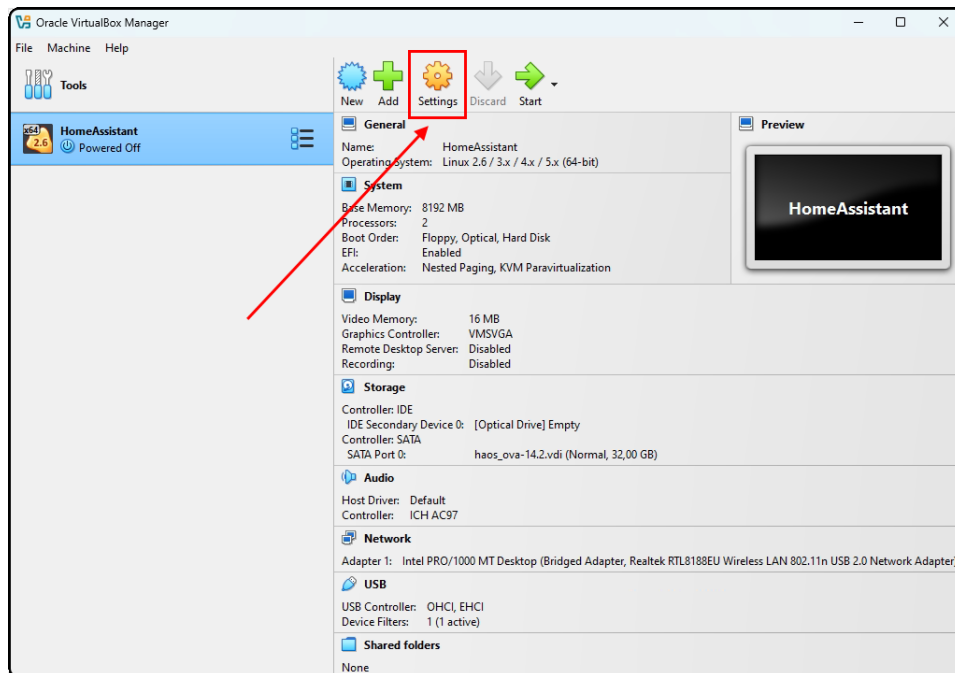 Oracle VirtualBox Manager
File Machine Help
Tools
New Add Settings Discard Start
x64
2.6
HomeAssistant
Powered Off
General
Name: HomeAssistant
Operating System: Linux 2.6 / 3.x / 4.x / 5.x (64-bit)
Preview
HomeAssistant
System
Base Memory: 8192 MB
Processors: 2
Boot Order: Floppy, Optical, Hard Disk
EFI: Enabled
Acceleration: Nested Paging, KVM Paravirtualization
Display
Video Memory: 16 MB
Graphics Controller: VMSVGA
Remote Desktop Server: Disabled
Recording: Disabled
Storage
Controller: IDE
IDE Secondary Device 0: [Optical Drive] Empty
Controller: SATA
SATA Port 0: haos_ova-14.2.vdi (Normal, 32,00 GB)
Audio
Host Driver: Default
Controller: ICH AC97
Network
Adapter 1: Intel PRO/1000 MT Desktop (Bridged Adapter, Realtek RTL8188EU Wireless LAN 802.11n USB 2.0 Network Adapter)
USB
USB Controller: OHCI, EHCI
Device Filters: 1 (1 active)
Shared folders
None